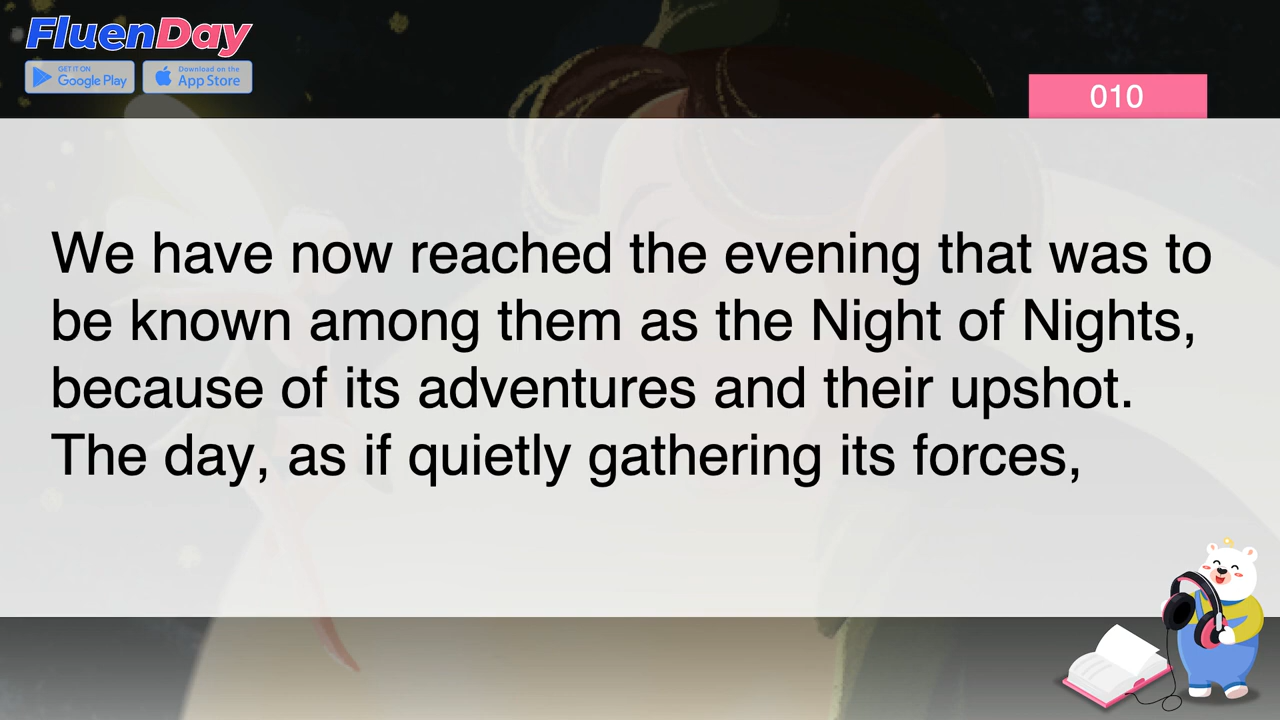 FluenDay
GET IT ON
Google Play
Download on the
App Store
010
We have now reached the evening that was to
be known among them as the Night of Nights,
because of its adventures and their upshot.
The day, as if quietly gathering its forces,